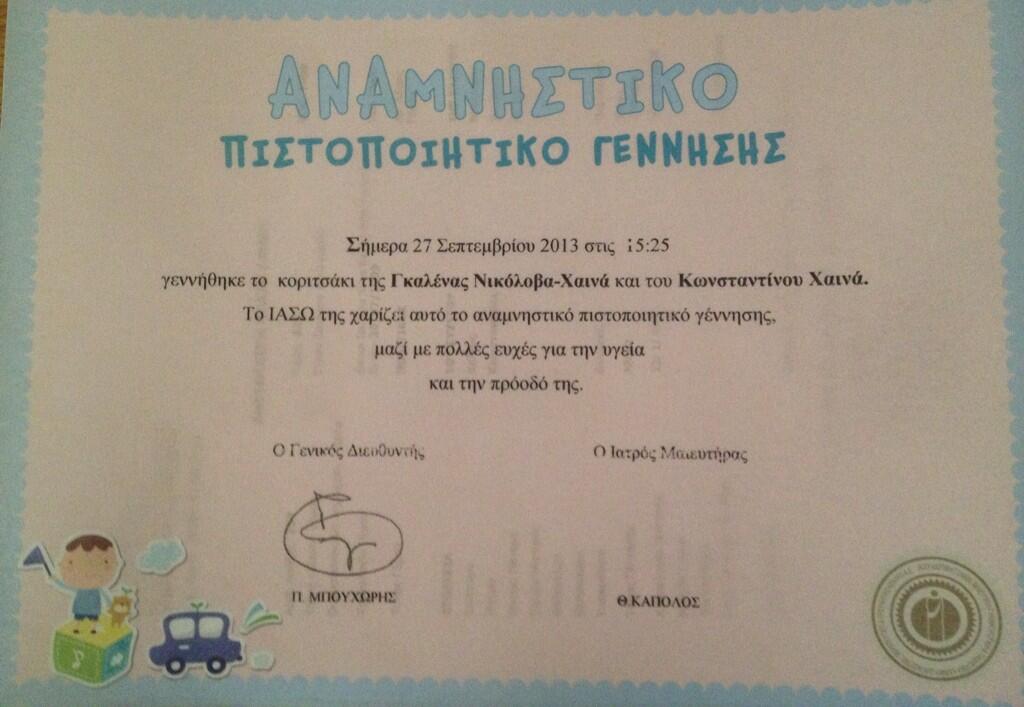 ΑΝΑΜΝΗΣΤΙΚΟ
ΠΙΣΤΟΠΟΙΗΤΙΚΟ ΓΕΝΝΗΣΗΣ
Σήμερα 27 Σεπτεμβρίου 2013 στις 15:25
γεννήθηκε το κοριτσάκι της Γκαλένας Νικόλοβα-Χαινά και του Κωνσταντίνου Χαινά.
Το ΙΑΣΩ της χαρίζει αυτό το αναμνηστικό πιστοποιητικό γέννησης,
μαζί με πολλές ευχές για την υγεία
και την πρόοδό της.
Ο Γενικός Διευθυντής
Ο Ιατρός Μαιευτήρας
Π. ΜΠΟΥΧΩΡΗΣ
Θ.ΚΑΠΟΛΟΣ